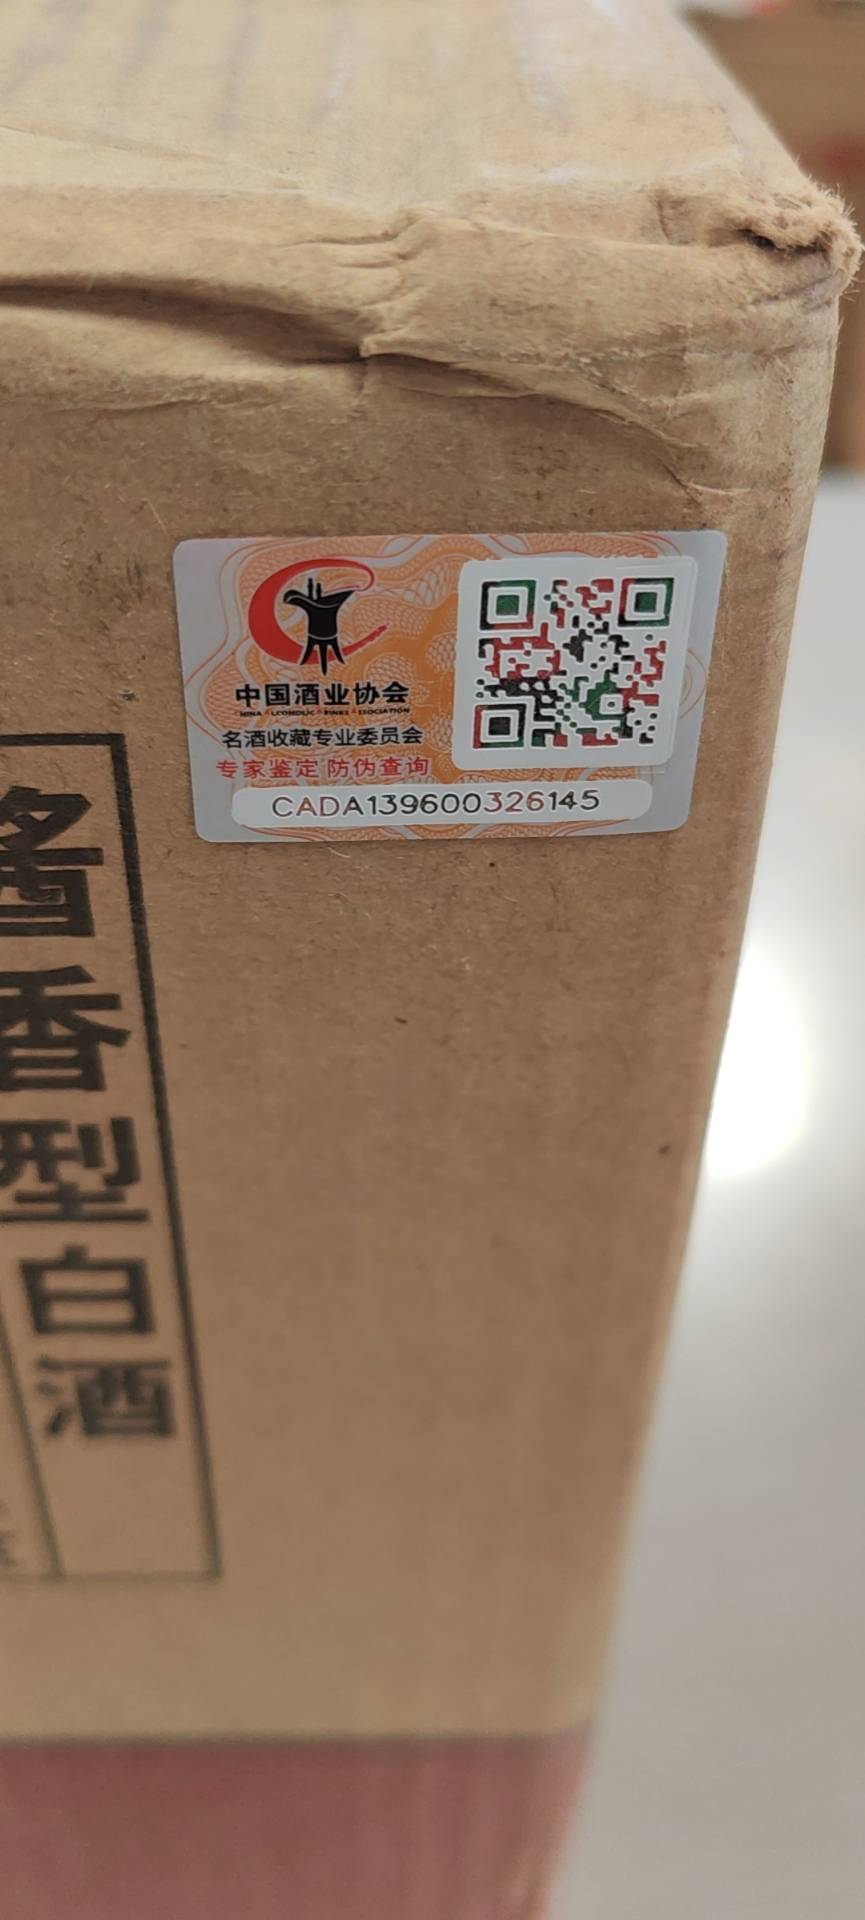 中国酒业协会
名酒收藏专业委员会
专家鉴定 防伪查询
CADA139600326145
酱香型白酒